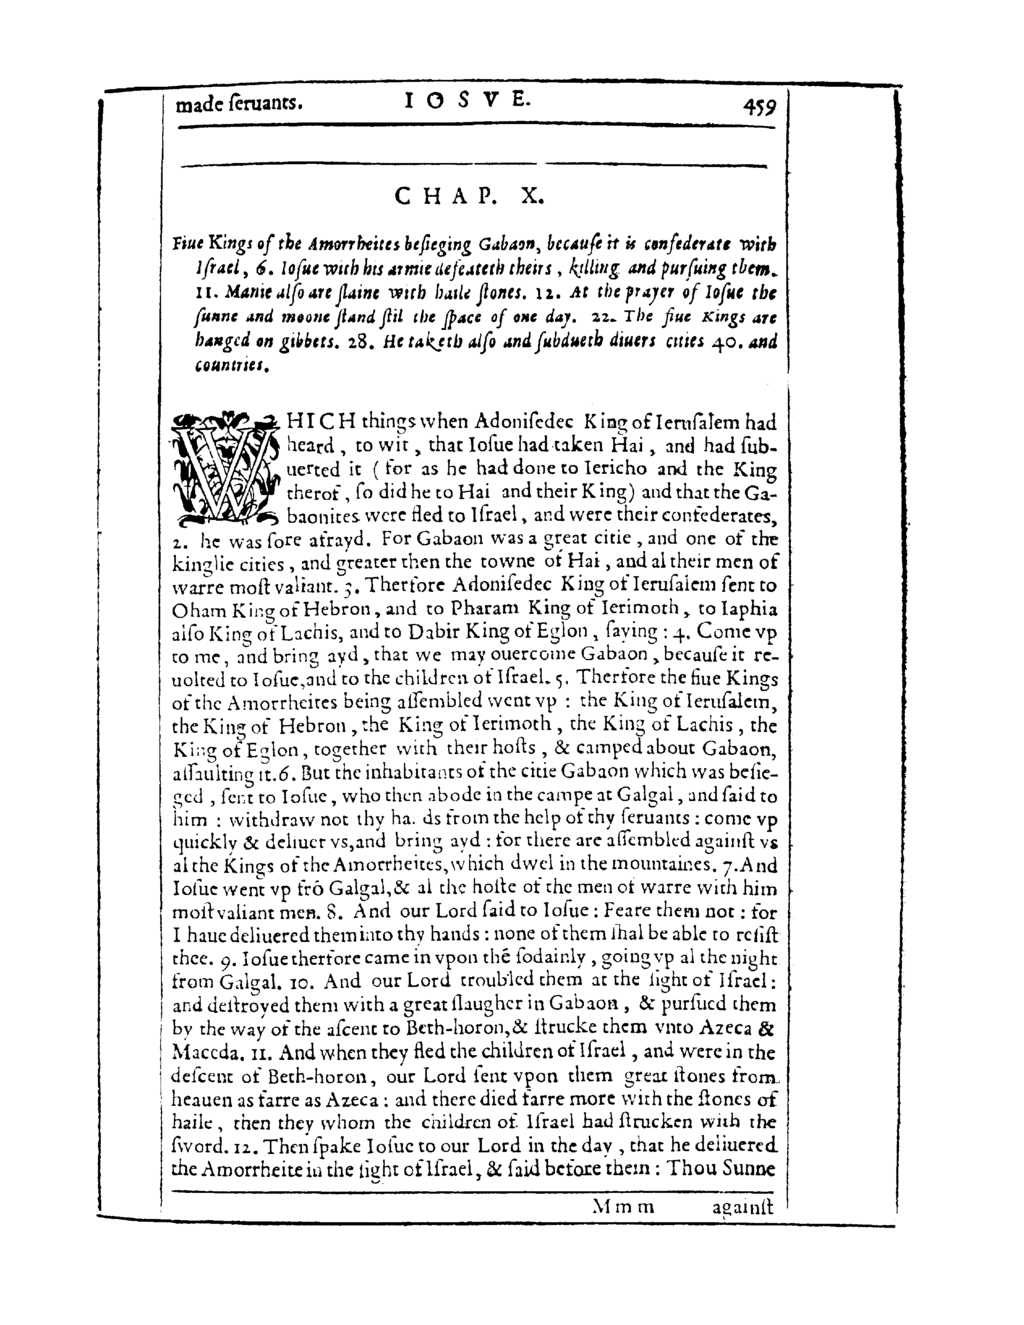 made ſeruants. IOSVE. 459
CHAP. X.
Fiue Kings of the Amorrheites beſieging Gabaon, becauſe it is confederate with
Iſrael, 6. Ioſue with his armie defeateth theirs, killing and purſuing them.
11. Manie alſo are ſlaine with haile ſtones. 12. At the prayer of Ioſue the
ſunne and moone ſtand ſtil the ſpace of one day. 22. The fiue Kings are
hanged on gibbets. 28. He taketh alſo and ſubdueth diuers cities 40. and
countries.
WHICH things when Adoniſedec King of Ieruſalem had
heard, to wit, that Ioſue had taken Hai, and had ſub-
uerted it (for as he had done to Iericho and the King
therof, ſo did he to Hai and their King) and that the Ga-
baonites were fled to Iſrael, and were their confederates,
2. he was ſore afrayd. For Gabaon was a great citie, and one of the
kinglie cities, and greater then the towne of Hai, and al their men of
warre moſt valiant. 3. Therfore Adoniſedec King of Ieruſalem ſent to
Oham King of Hebron, and to Pharam King of Ierimoth, to Iaphia
alſo King of Lachis, and to Dabir King of Eglon, ſaying: 4. Come vp
to me, and bring ayd, that we may ouercome Gabaon, becauſe it re-
uolted to Ioſue, and to the children of Iſrael. 5. Therfore the fiue Kings
of the Amorrheites being aſſembled went vp: the King of Ieruſalem,
the King of Hebron, the King of Ierimoth, the King of Lachis, the
King of Eglon, together with their hoſts, & camped about Gabaon,
aſſaulting it. 6. But the inhabitants of the citie Gabaon which was beſie-
ged, ſent to Ioſue, who then abode in the campe at Galgal, and ſaid to
him: withdraw not thy ha ds from the help of thy ſeruants: come vp
quickly & deliuer vs, and bring ayd: for there are aſſembled againſt vs
al the Kings of the Amorrheites, which dwel in the mountaines. 7. And
Ioſue went vp frõ Galgal, & al the hoſte of the men of warre with him
moſt valiant men. 8. And our Lord ſaid to Ioſue: Feare them not: for
I haue deliuered them into thy hands: none of them ſhal be able to reſiſt
thee. 9. Ioſue therfore came in vpon thẽ ſodainly, going vp al the night
from Galgal. 10. And our Lord troubled them at the ſight of Iſrael:
and deſtroyed them with a great ſlaughter in Gabaon, & purſued them
by the way of the aſcent to Beth-horon, & ſtrucke them vnto Azeca &
Maceda. 11. And when they fled the children of Iſrael, and were in the
deſcent of Beth-horon, our Lord ſent vpon them great ſtones from
heauen as farre as Azeca: and there died farre more with the ſtones of
haile, then they whom the children of Iſrael had ſtrucken with the
ſword. 12. Then ſpake Ioſue to our Lord in the day, that he deliuered
the Amorrheite in the ſight of Iſrael, & ſaid before them: Thou Sunne
Mmm againſt